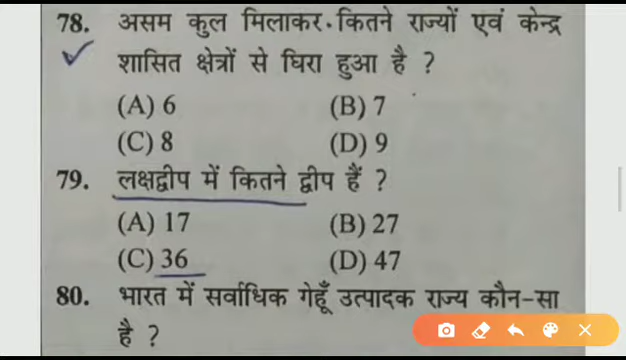 78. असम कुल मिलाकर कितने राज्यों एवं केन्द्र
शासित क्षेत्रों से घिरा हुआ है ?
(A) 6 (B) 7
(C) 8 (D) 9
79. लक्षद्वीप में कितने द्वीप हैं ?
(A) 17 (B) 27
(C) 36 (D) 47
80. भारत में सर्वाधिक गेहूँ उत्पादक राज्य कौन-सा
है ?